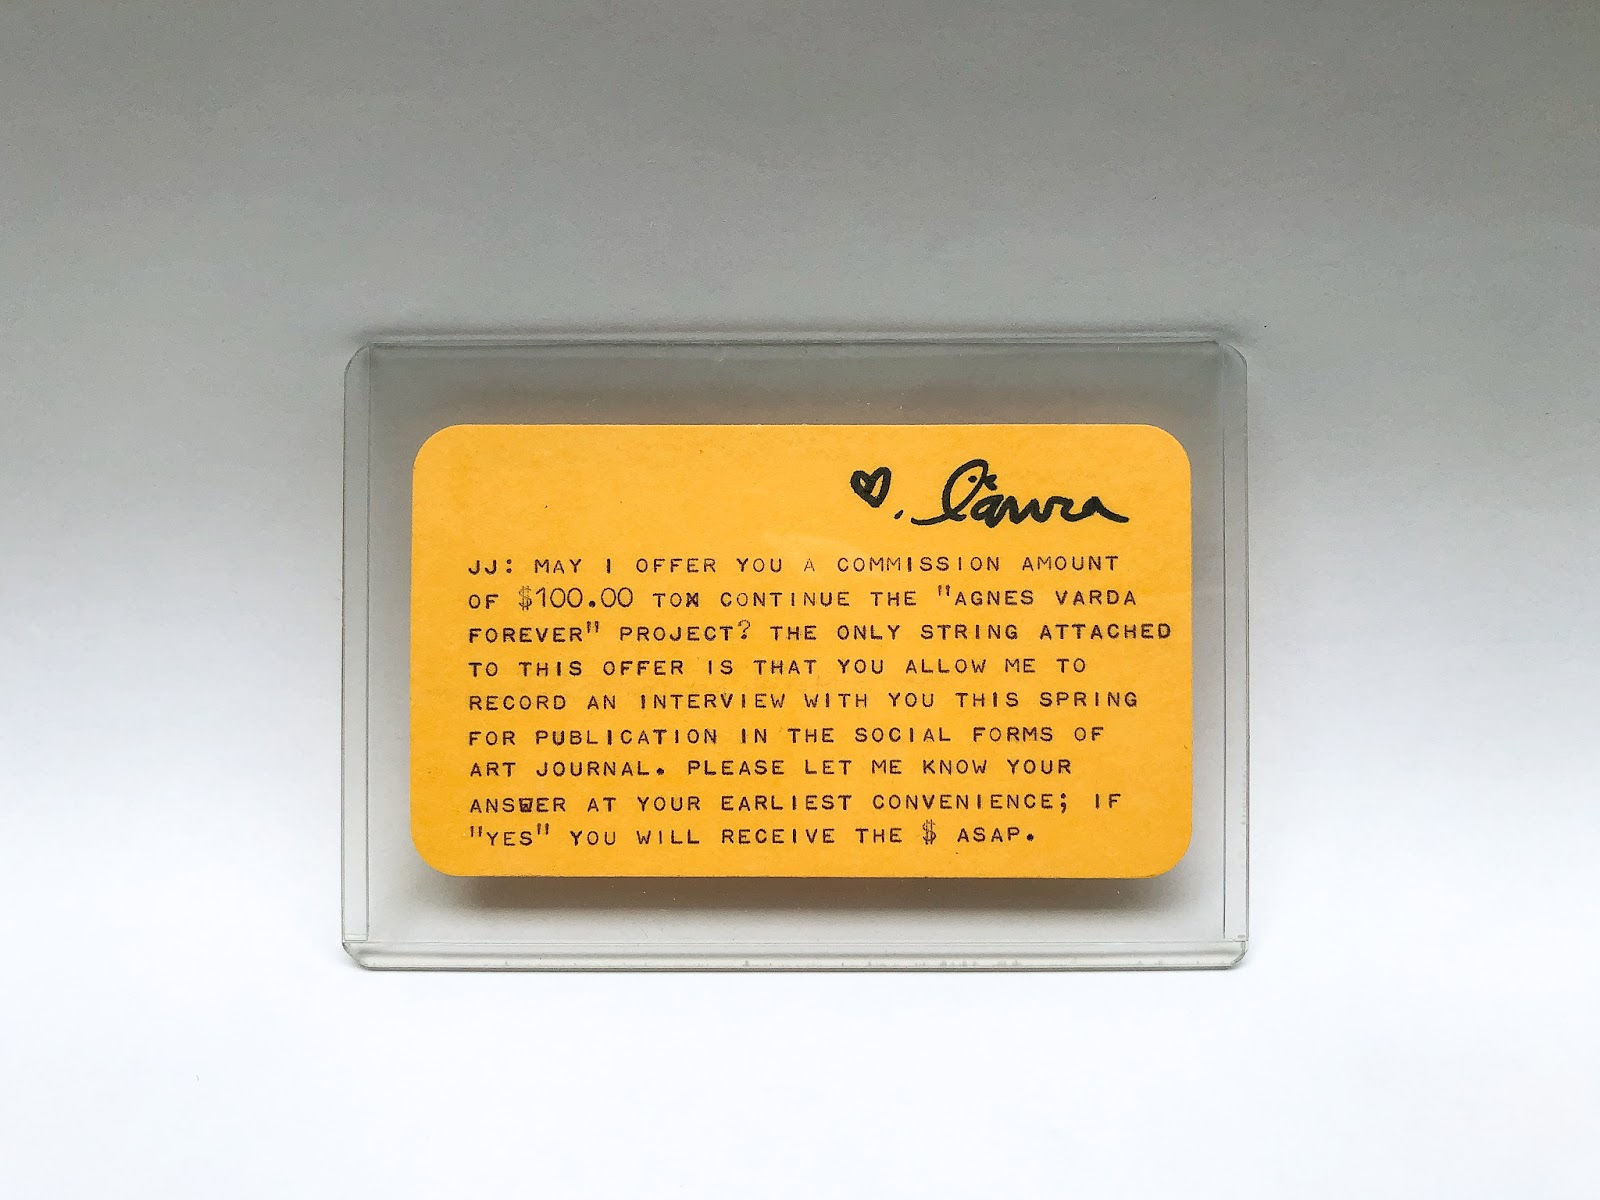 ♥, Laura
JJ: MAY I OFFER YOU A COMMISSION AMOUNT
OF $100.00 TOX CONTINUE THE "AGNES VARDA
FOREVER" PROJECT? THE ONLY STRING ATTACHED
TO THIS OFFER IS THAT YOU ALLOW ME TO
RECORD AN INTERVIEW WITH YOU THIS SPRING
FOR PUBLICATION IN THE SOCIAL FORMS OF
ART JOURNAL. PLEASE LET ME KNOW YOUR
ANSWER AT YOUR EARLIEST CONVENIENCE; IF
"YES" YOU WILL RECEIVE THE $ ASAP.